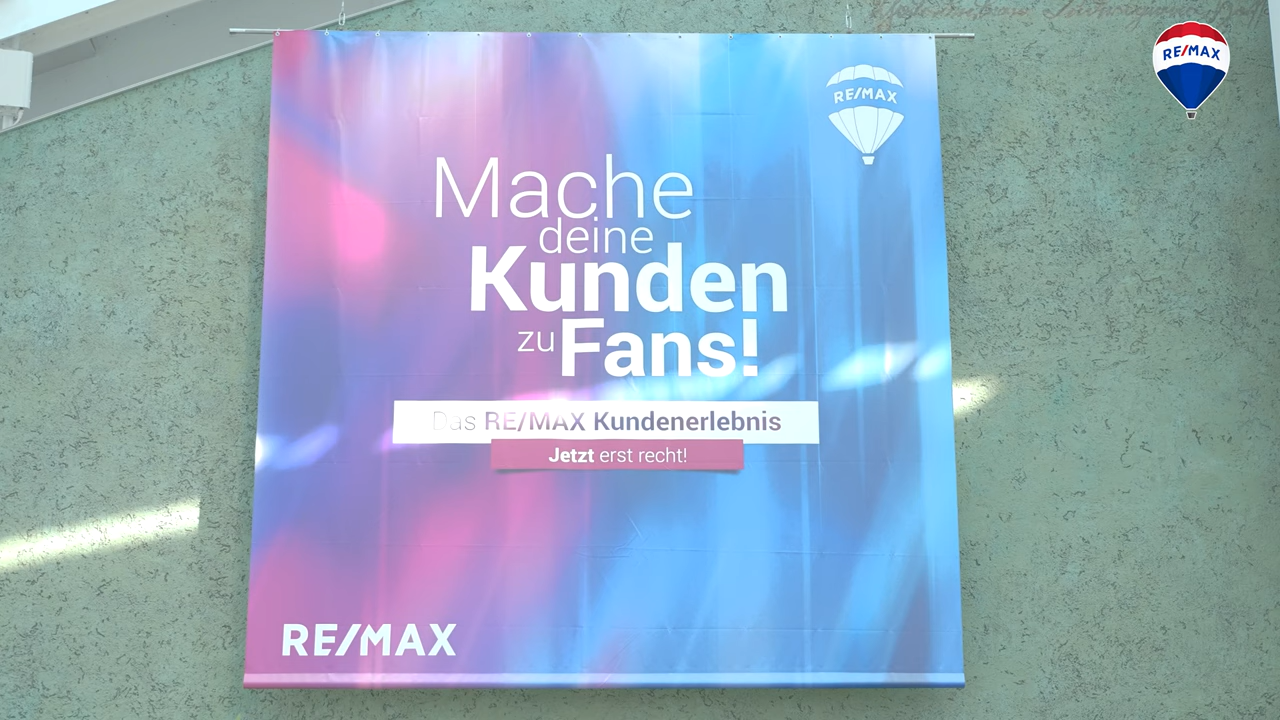 RE/MAX
RE/MAX
Mache
deine
Kunden
zu Fans!
Das RE/MAX Kundenerlebnis
Jetzt erst recht!
RE/MAX